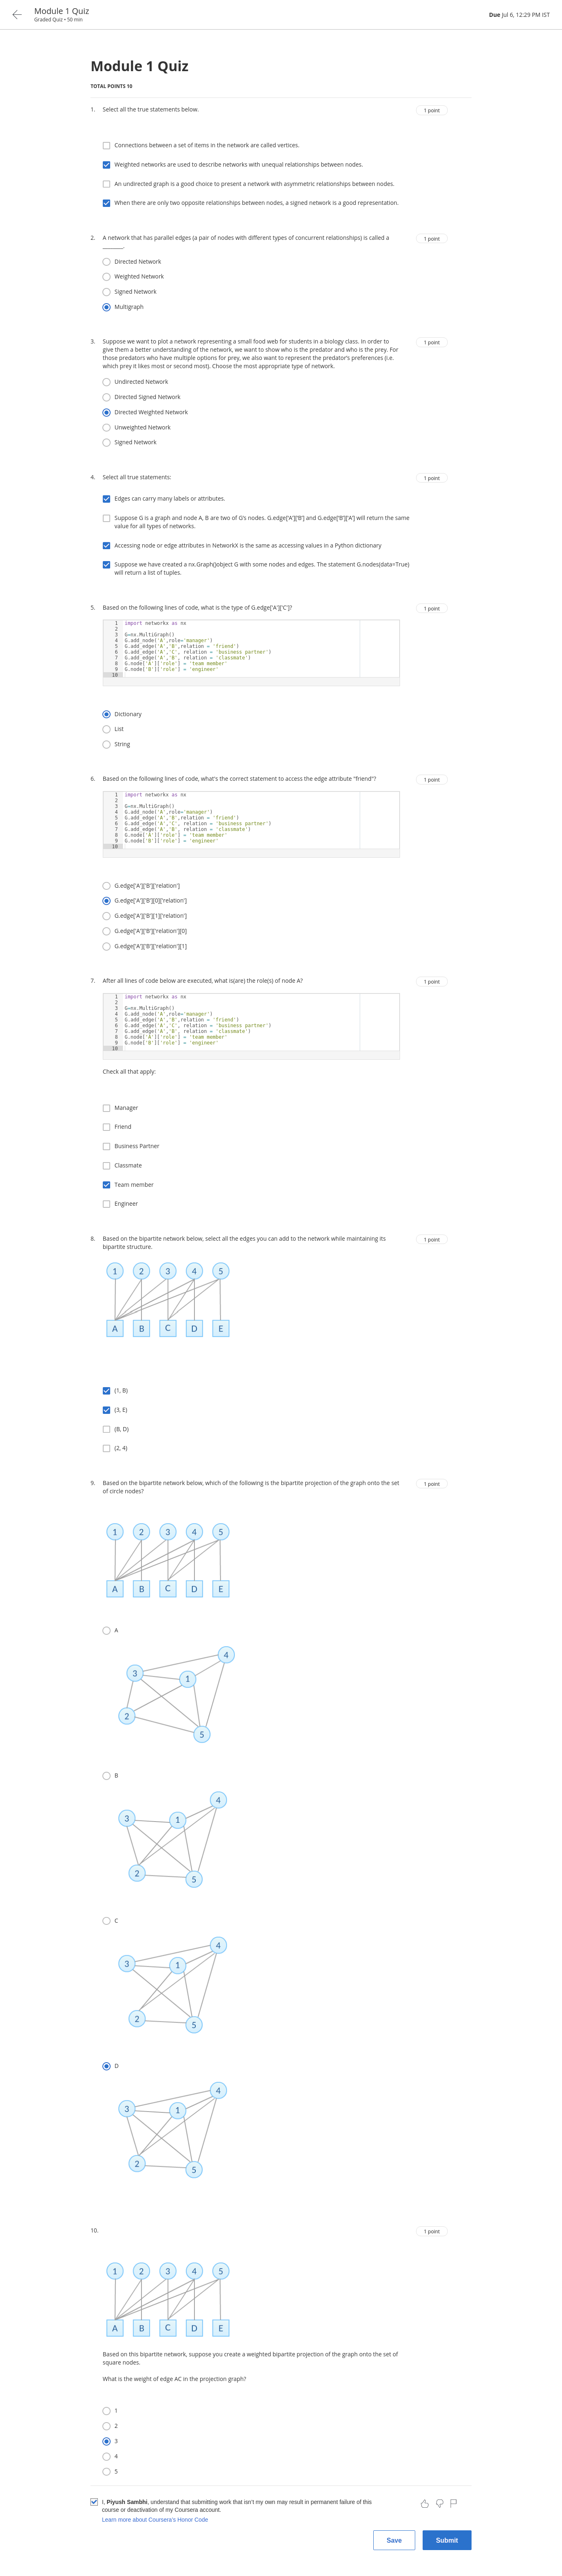 Module 1 Quiz
Graded Quiz • 50 min
Due Jul 6, 12:29 PM IST
Module 1 Quiz
TOTAL POINTS 10
1. Select all the true statements below.
1 point
Connections between a set of items in the network are called vertices.
Weighted networks are used to describe networks with unequal relationships between nodes.
An undirected graph is a good choice to present a network with asymmetric relationships between nodes.
When there are only two opposite relationships between nodes, a signed network is a good representation.
2. A network that has parallel edges (a pair of nodes with different types of concurrent relationships) is called a
________.
1 point
Directed Network
Weighted Network
Signed Network
Multigraph
3. Suppose we want to plot a network representing a small food web for students in a biology class. In order to
give them a better understanding of the network, we want to show who is the predator and who is the prey. For
those predators who have multiple options for prey, we also want to represent the predator's preferences (i.e.
which prey it likes most or second most). Choose the most appropriate type of network.
1 point
Undirected Network
Directed Signed Network
Directed Weighted Network
Unweighted Network
Signed Network
4. Select all true statements:
1 point
Edges can carry many labels or attributes.
Suppose G is a graph and node A, B are two of G's nodes. G.edge['A']['B'] and G.edge['B']['A'] will return the same
value for all types of networks.
Accessing node or edge attributes in NetworkX is the same as accessing values in a Python dictionary
Suppose we have created a nx.Graph()object G with some nodes and edges. The statement G.nodes(data=True)
will return a list of tuples.
5. Based on the following lines of code, what is the type of G.edge['A']['C']?
1 point
1 import networkx as nx
2
3 G=nx.MultiGraph()
4 G.add_node('A',role='manager')
5 G.add_edge('A','B',relation = 'friend')
6 G.add_edge('A','C', relation = 'business partner')
7 G.add_edge('A','B', relation = 'classmate')
8 G.node['A']['role'] = 'team member'
9 G.node['B']['role'] = 'engineer'
10
Dictionary
List
String
6. Based on the following lines of code, what's the correct statement to access the edge attribute "friend"?
1 point
1 import networkx as nx
2
3 G=nx.MultiGraph()
4 G.add_node('A',role='manager')
5 G.add_edge('A','B',relation = 'friend')
6 G.add_edge('A','C', relation = 'business partner')
7 G.add_edge('A','B', relation = 'classmate')
8 G.node['A']['role'] = 'team member'
9 G.node['B']['role'] = 'engineer'
10
G.edge['A']['B']['relation']
G.edge['A']['B'][0]['relation']
G.edge['A']['B'][1]['relation']
G.edge['A']['B']['relation'][0]
G.edge['A']['B']['relation'][1]
7. After all lines of code below are executed, what is(are) the role(s) of node A?
1 point
1 import networkx as nx
2
3 G=nx.MultiGraph()
4 G.add_node('A',role='manager')
5 G.add_edge('A','B',relation = 'friend')
6 G.add_edge('A','C', relation = 'business partner')
7 G.add_edge('A','B', relation = 'classmate')
8 G.node['A']['role'] = 'team member'
9 G.node['B']['role'] = 'engineer'
10
Check all that apply:
Manager
Friend
Business Partner
Classmate
Team member
Engineer
8. Based on the bipartite network below, select all the edges you can add to the network while maintaining its
bipartite structure.
1 point
1 2 3 4 5
A B C D E
(1, B)
(3, E)
(B, D)
(2, 4)
9. Based on the bipartite network below, which of the following is the bipartite projection of the graph onto the set
of circle nodes?
1 point
1 2 3 4 5
A B C D E
A
4
3 1
2
5
B
4
3 1
2
5
C
4
3 1
2
5
D
4
3 1
2
5
10.
1 point
1 2 3 4 5
A B C D E
Based on this bipartite network, suppose you create a weighted bipartite projection of the graph onto the set of
square nodes.
What is the weight of edge AC in the projection graph?
1
2
3
4
5
I, Piyush Sambhi, understand that submitting work that isn't my own may result in permanent failure of this
course or deactivation of my Coursera account.
Learn more about Coursera's Honor Code
Save
Submit